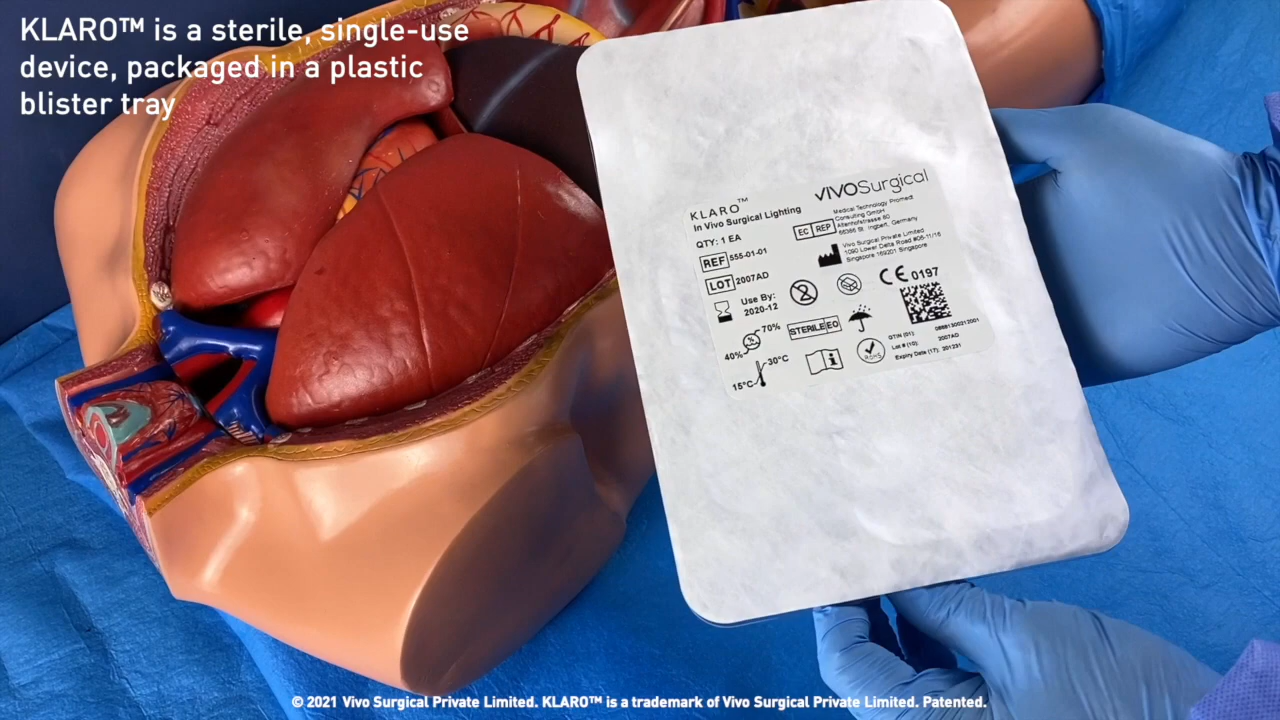 KLARO™ is a sterile, single-use
device, packaged in a plastic
blister tray
KLARO™
In Vivo Surgical Lighting
VIVOSurgical
QTY: 1 EA
EC REP
Medical Technology Promedt
Consulting GmbH
Altenhofstrasse 80
66386 St. Ingbert, Germany
REF 555-01-01
Vivo Surgical Private Limited
1090 Lower Delta Road #05-11/16
Singapore 169201 Singapore
LOT 2007AD
Use By:
2020-12
2
CE 0197
40% 70%
STERILE EO
15°C 30°C
i
RoHS
GTIN (01): 08881300212001
Lot # (10): 2007AD
Expiry Date (17): 201231
© 2021 Vivo Surgical Private Limited. KLARO™ is a trademark of Vivo Surgical Private Limited. Patented.